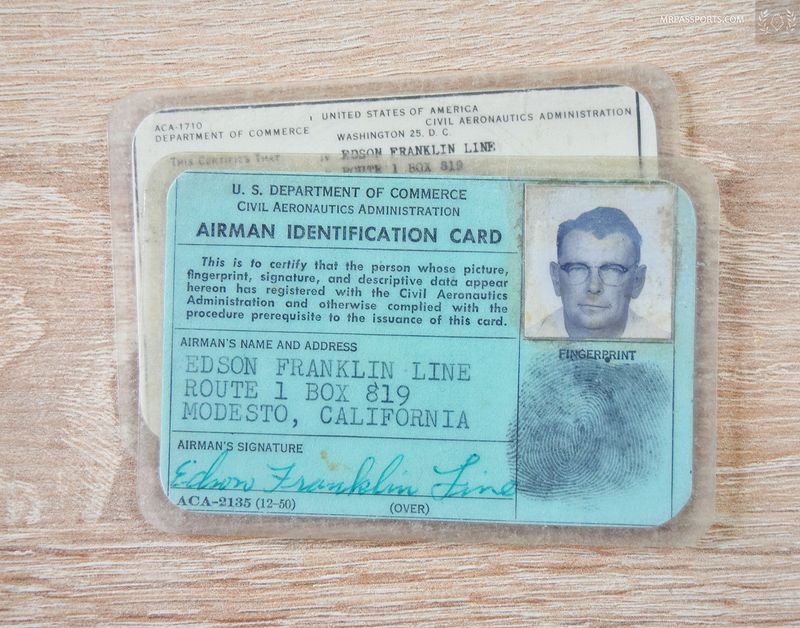 MRPASSPORTS.COM
ACA-1710
DEPARTMENT OF COMMERCE
UNITED STATES OF AMERICA
CIVIL AERONAUTICS ADMINISTRATION
WASHINGTON 25, D. C.
THIS CERTIFIES THAT
EDSON FRANKLIN LINE
ROUTE 1 BOX 819
U. S. DEPARTMENT OF COMMERCE
CIVIL AERONAUTICS ADMINISTRATION
AIRMAN IDENTIFICATION CARD
This is to certify that the person whose picture,
fingerprint, signature, and descriptive data appear
hereon has registered with the Civil Aeronautics
Administration and otherwise complied with the
procedure prerequisite to the issuance of this card.
AIRMAN'S NAME AND ADDRESS
EDSON FRANKLIN LINE
ROUTE 1 BOX 819
MODESTO, CALIFORNIA
AIRMAN'S SIGNATURE
Edson Franklin Line
ACA-2135 (12-50)
(OVER)
FINGERPRINT